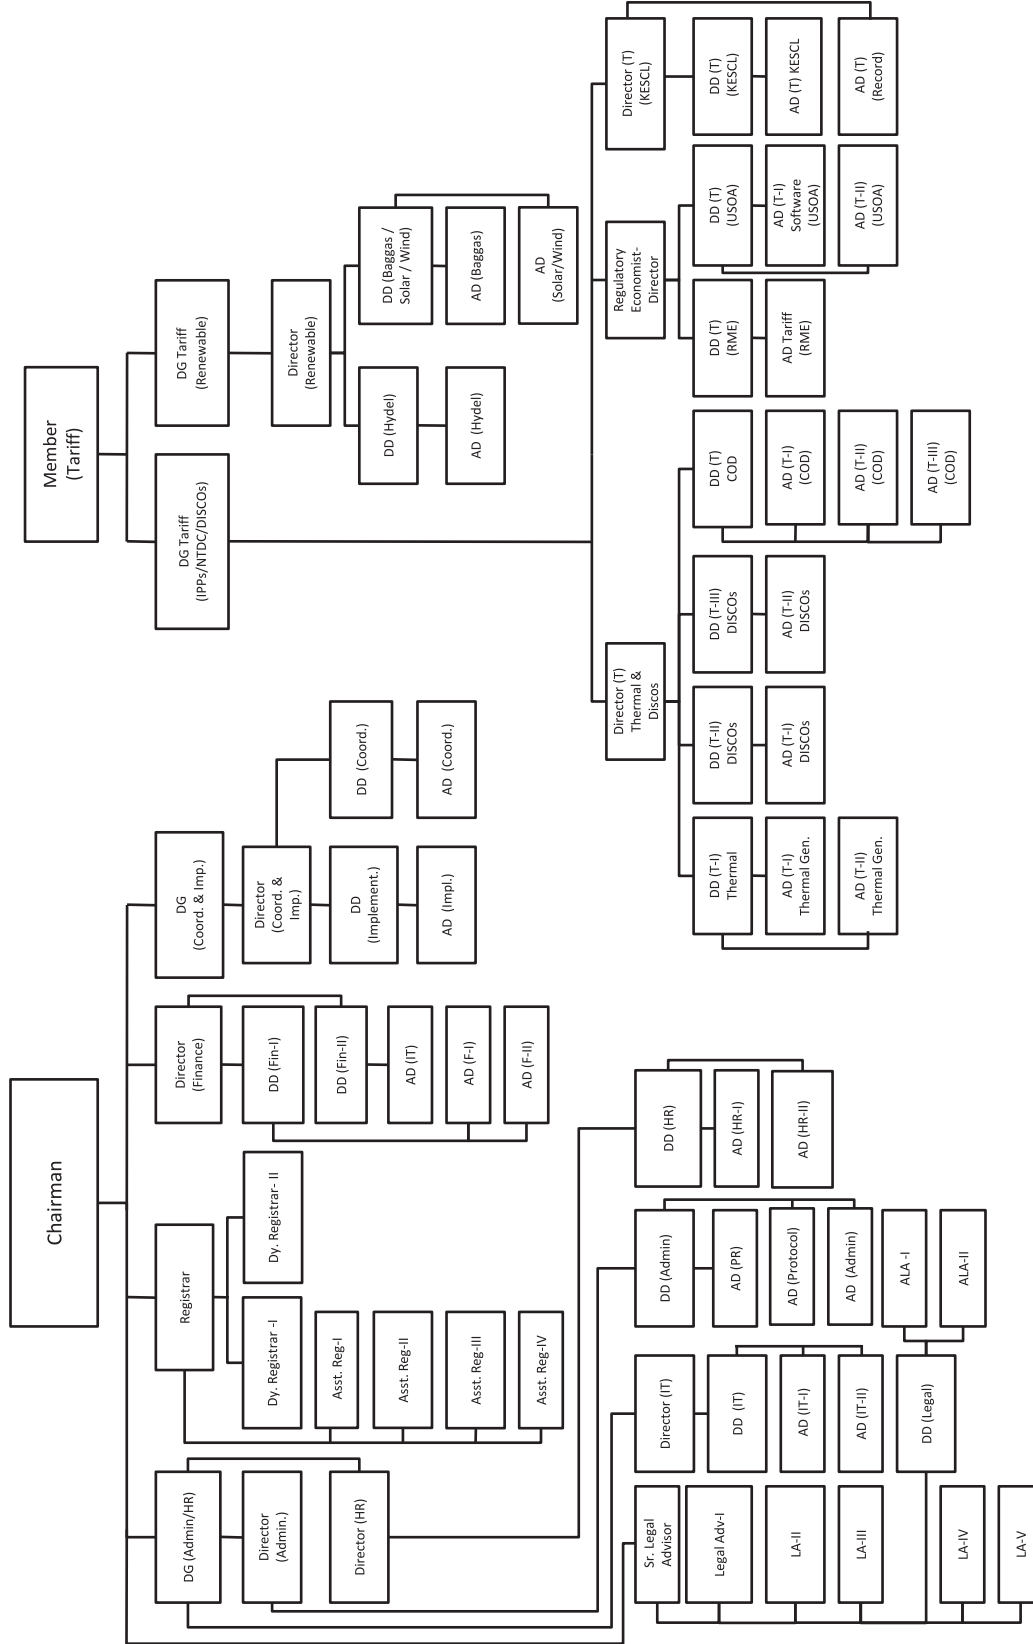 Chairman
DG (Admin/HR)
Director
(Admin.)
Director (HR)
Registrar
Dy. Registrar -I
Dy. Registrar- II
Asst. Reg-I
Asst. Reg-II
Asst. Reg-III
Asst. Reg-IV
Director
(Finance)
DD (Fin-I)
DD (Fin-II)
AD (IT)
AD (F-I)
AD (F-II)
DG
(Coord. & Imp.)
Director
(Coord. &
Imp.)
DD
(Implement.)
AD (Impl.)
DD (Coord.)
AD (Coord.)
Sr. Legal
Advisor
Legal Adv-I
LA-II
LA-III
LA-IV
LA-V
Director (IT)
DD (IT)
AD (IT-I)
AD (IT-II)
DD (Legal)
DD (Admin)
AD (PR)
AD (Protocol)
AD (Admin)
ALA -I
ALA-II
DD (HR)
AD (HR-I)
AD (HR-II)
Member
(Tariff)
DG Tariff
(IPPs/NTDC/DISCOs)
DG Tariff
(Renewable)
Director
(Renewable)
DD (Hydel)
AD (Hydel)
DD (Baggas /
Solar / Wind)
AD (Baggas)
AD
(Solar/Wind)
Director (T)
Thermal &
Discos
DD (T-I)
Thermal
AD (T-I)
Thermal Gen.
AD (T-II)
Thermal Gen.
DD (T-II)
DISCOs
AD (T-I)
DISCOs
DD (T-III)
DISCOs
AD (T-II)
DISCOs
DD (T)
COD
AD (T-I)
(COD)
AD (T-II)
(COD)
AD (T-III)
(COD)
Regulatory
Economist-
Director
DD (T)
(RME)
AD Tariff
(RME)
DD (T)
(USOA)
AD (T-I)
Software
(USOA)
AD (T-II)
(USOA)
Director (T)
(KESCL)
DD (T)
(KESCL)
AD (T) KESCL
AD (T)
(Record)